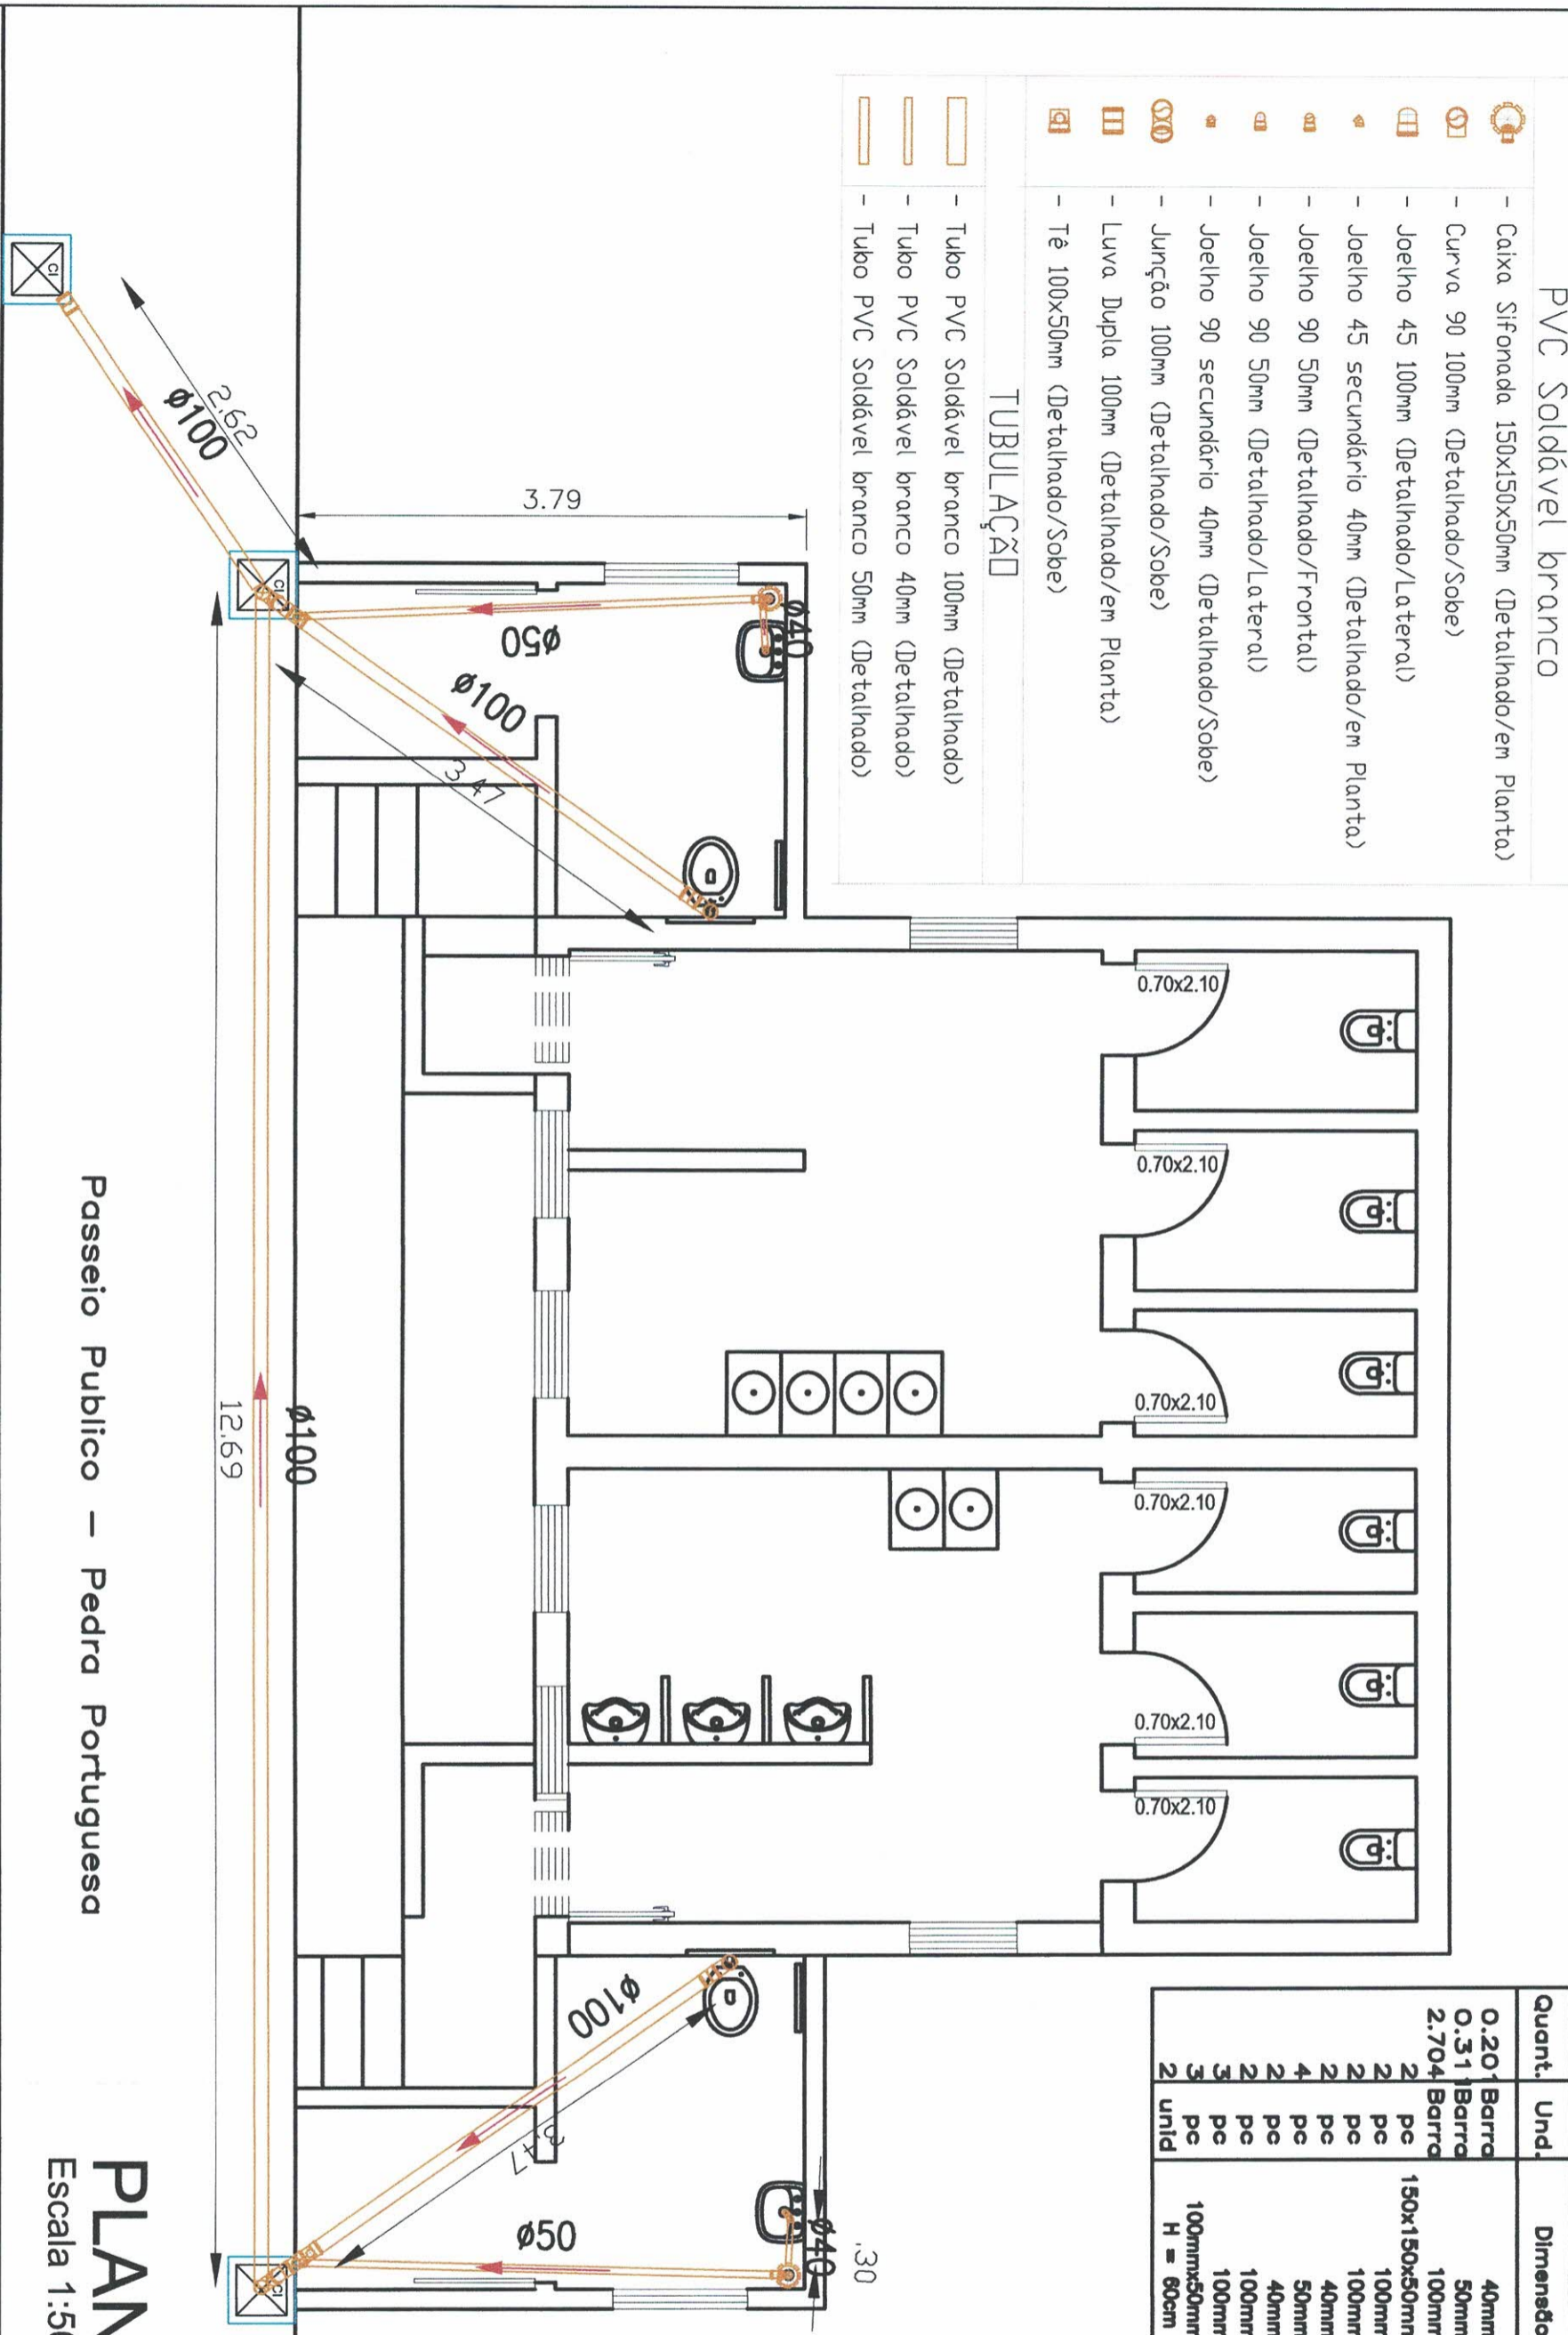 PVC Soldável branco
- Caixa Sifonada 150x150x50mm (Detalhado/em Planta)
- Curva 90 100mm (Detalhado/Sobe)
- Joelho 45 100mm (Detalhado/Lateral)
- Joelho 45 secundário 40mm (Detalhado/em Planta)
- Joelho 90 50mm (Detalhado/Frontal)
- Joelho 90 50mm (Detalhado/Lateral)
- Joelho 90 secundário 40mm (Detalhado/Sobe)
- Junção 100mm (Detalhado/Sobe)
- Luva Dupla 100mm (Detalhado/em Planta)
- Tê 100x50mm (Detalhado/Sobe)
TUBULAÇÃO
- Tubo PVC Soldável branco 100mm (Detalhado)
- Tubo PVC Soldável branco 40mm (Detalhado)
- Tubo PVC Soldável branco 50mm (Detalhado)
Quant. Und. Dimensão
0.201 Barra 40mm
0.311 Barra 50mm
2.704 Barra 100mm
2 pc 150x150x50mm
2 pc 100mm
2 pc 100mm
2 pc 40mm
4 pc 50mm
2 pc 40mm
2 pc 100mm
3 pc 100mm
3 pc 100mmx50mm
2 unid H = 60cm
0.70x2.10
0.70x2.10
0.70x2.10
0.70x2.10
0.70x2.10
0.70x2.10
3.79
ø40
ø50
ø100
3.47
CI
2.62
ø100
CI
ø100
12.69
ø100
3.47
ø50
ø40
.30
CI
Passeio Publico - Pedra Portuguesa
PLAN
Escala 1:50